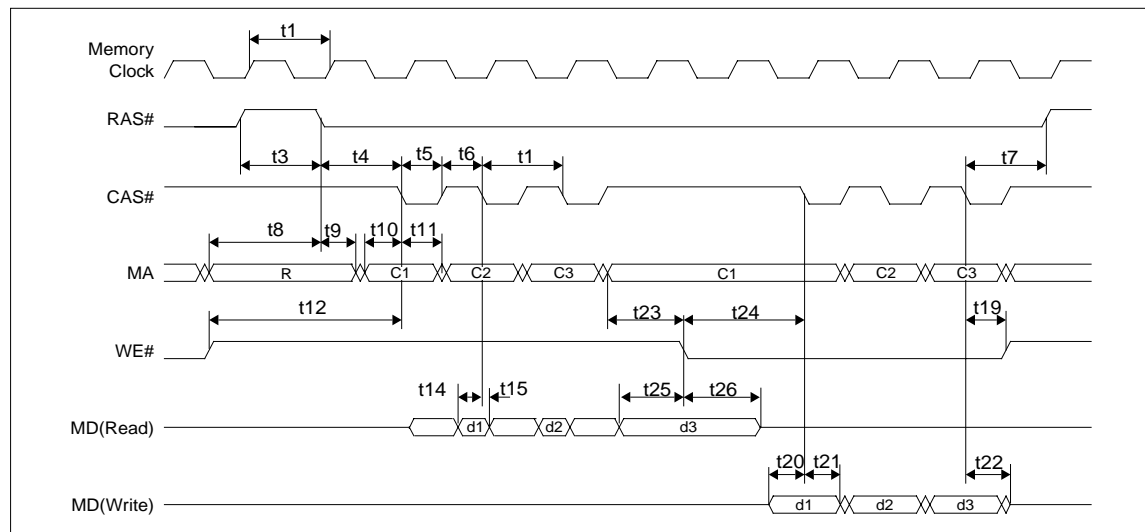 t1
Memory
Clock
RAS#
t3 t4 t5 t6 t1 t7
CAS#
t8 t9 t10 t11
MA R C1 C2 C3 C1 C2 C3
t12 t23 t24 t19
WE#
t14 t15 t25 t26
MD(Read) d1 d2 d3
t20 t21 t22
MD(Write) d1 d2 d3